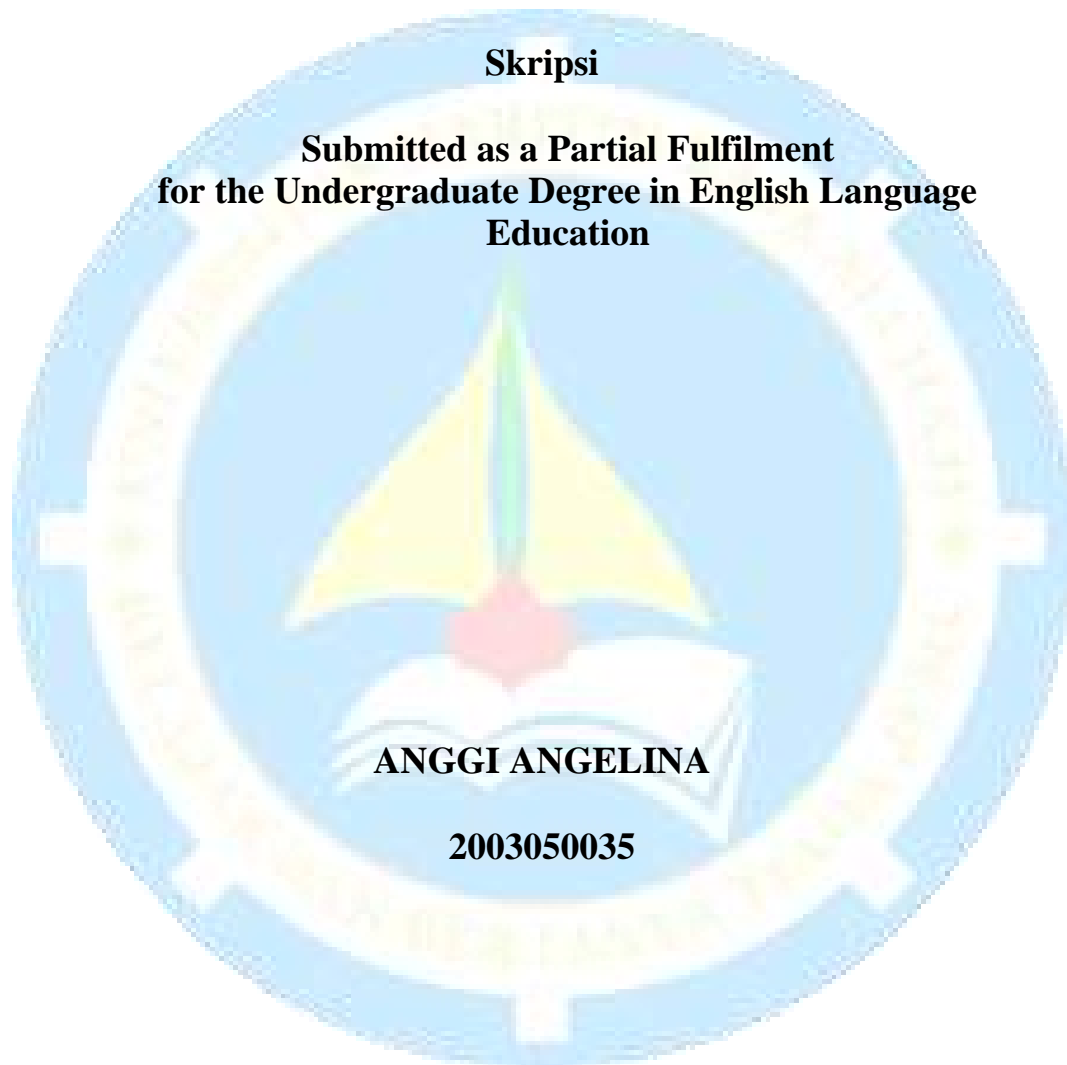 Skripsi
Submitted as a Partial Fulfilment
for the Undergraduate Degree in English Language
Education
ANGGI ANGELINA
2003050035